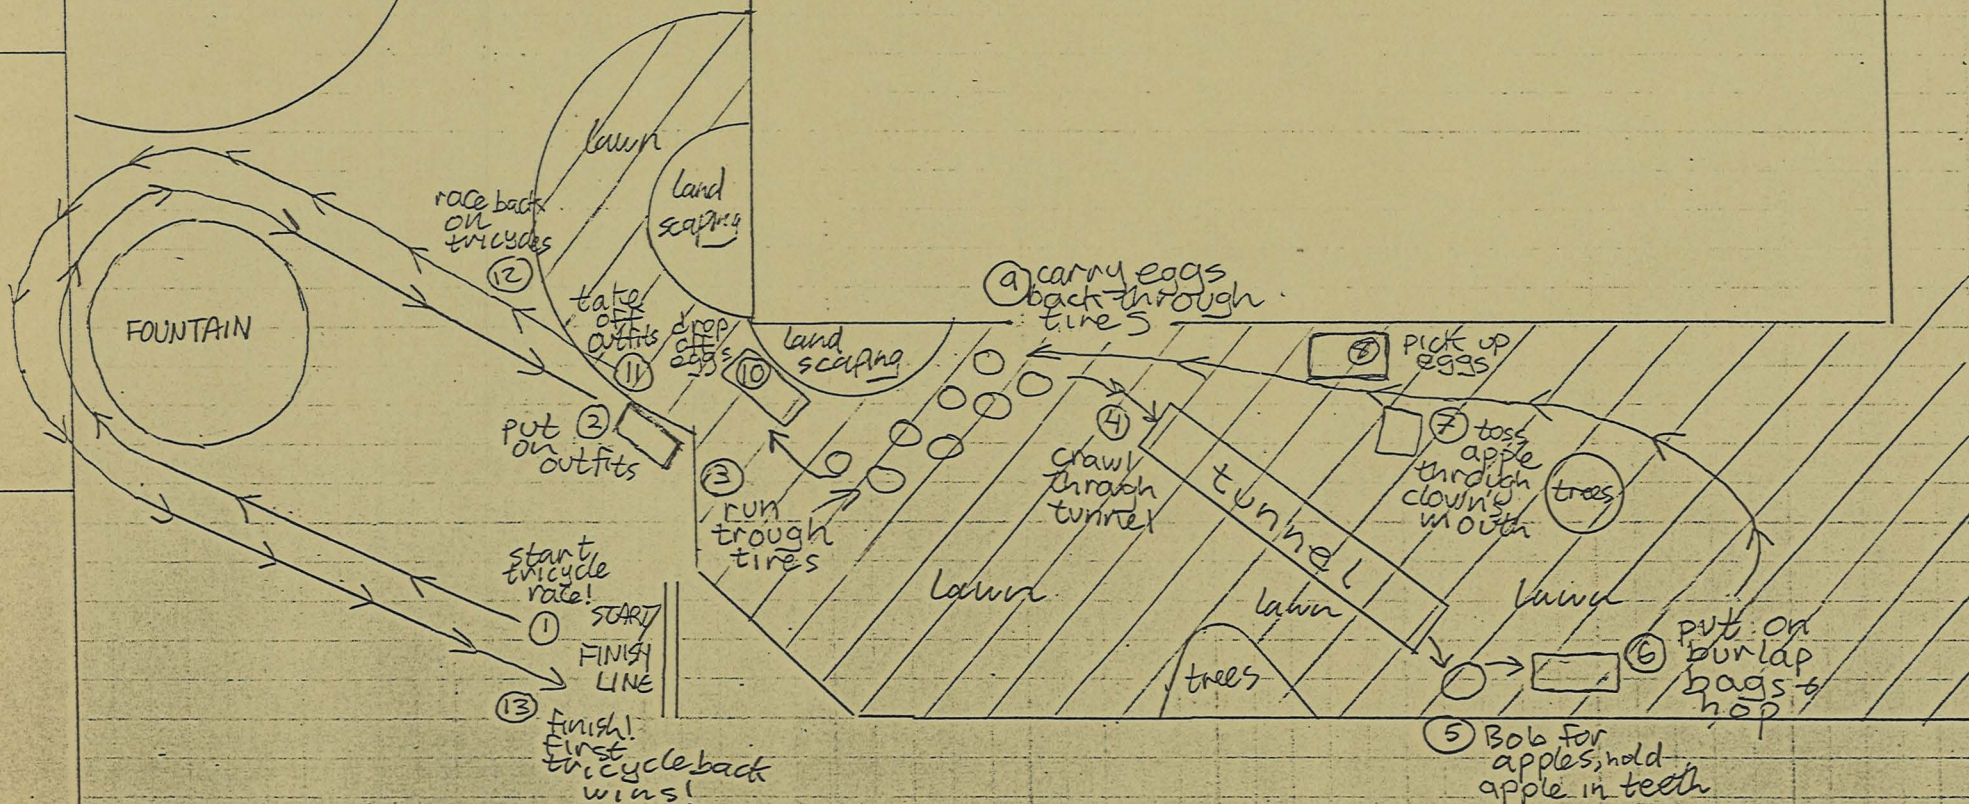 lawn
land
scaping
race back
on
tricycles
12
take
off
outfits
11
drop
off
eggs
10
land
scaping
9 carry eggs
back through
tires
8 pick up
eggs
FOUNTAIN
2 put
on
outfits
3
run
trough
tires
4
crawl
through
tunnel
tunnel
7 toss
apple
through
clown's
mouth
trees
start
tricycle
race!
1
START/
FINISH
LINE
lawn
lawn
lawn
trees
6 put on
burlap
bags +
hop
13
finish!
first
tricycle back
wins!
5 Bob for
apples, hold
apple in teeth